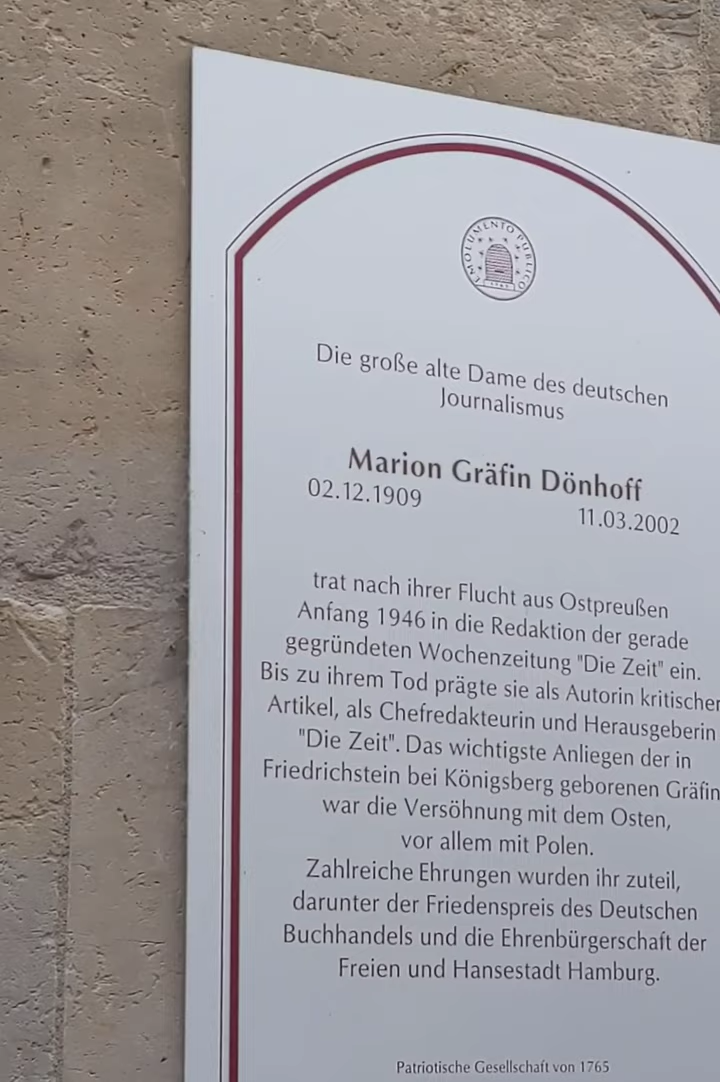 EMOLUMENTO PUBLICO
1765
Die große alte Dame des deutschen
Journalismus
Marion Gräfin Dönhoff
02.12.1909
11.03.2002
trat nach ihrer Flucht aus Ostpreußen
Anfang 1946 in die Redaktion der gerade
gegründeten Wochenzeitung "Die Zeit" ein.
Bis zu ihrem Tod prägte sie als Autorin kritischer
Artikel, als Chefredakteurin und Herausgeberin
"Die Zeit". Das wichtigste Anliegen der in
Friedrichstein bei Königsberg geborenen Gräfin
war die Versöhnung mit dem Osten,
vor allem mit Polen.
Zahlreiche Ehrungen wurden ihr zuteil,
darunter der Friedenspreis des Deutschen
Buchhandels und die Ehrenbürgerschaft der
Freien und Hansestadt Hamburg.
Patriotische Gesellschaft von 1765